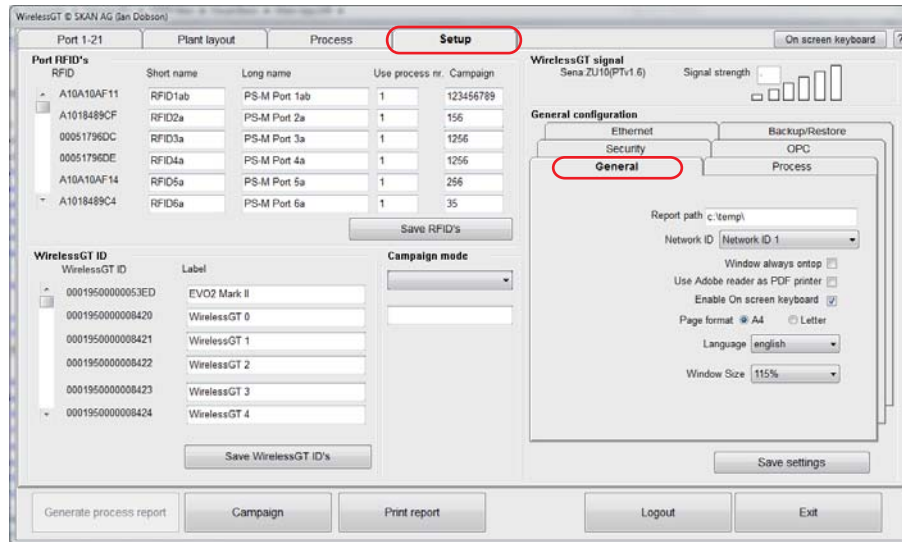 WirelessGT © SKAN AG (Ian Dobson)
Port 1-21 Plant layout Process Setup On screen keyboard ?
Port RFID's
RFID Short name Long name Use process nr. Campaign
A10A10AF11 RFID1ab PS-M Port 1ab 1 123456789
A1018489CF RFID2a PS-M Port 2a 1 156
00051796DC RFID3a PS-M Port 3a 1 1256
00051796DE RFID4a PS-M Port 4a 1 1256
A10A10AF14 RFID5a PS-M Port 5a 1 256
A1018489C4 RFID6a PS-M Port 6a 1 35
Save RFID's
WirelessGT ID
WirelessGT ID Label
00019500000053ED EVO2 Mark II
0001950000008420 WirelessGT 0
0001950000008421 WirelessGT 1
0001950000008422 WirelessGT 2
0001950000008423 WirelessGT 3
0001950000008424 WirelessGT 4
Save WirelessGT ID's
Campaign mode
WirelessGT signal
Sena:ZU10(PTv1.6) Signal strength
General configuration
Ethernet Backup/Restore
Security OPC
General Process
Report path c:\temp\
Network ID Network ID 1
Window always ontop
Use Adobe reader as PDF printer
Enable On screen keyboard
Page format A4 Letter
Language english
Window Size 115%
Save settings
Generate process report Campaign Print report Logout Exit